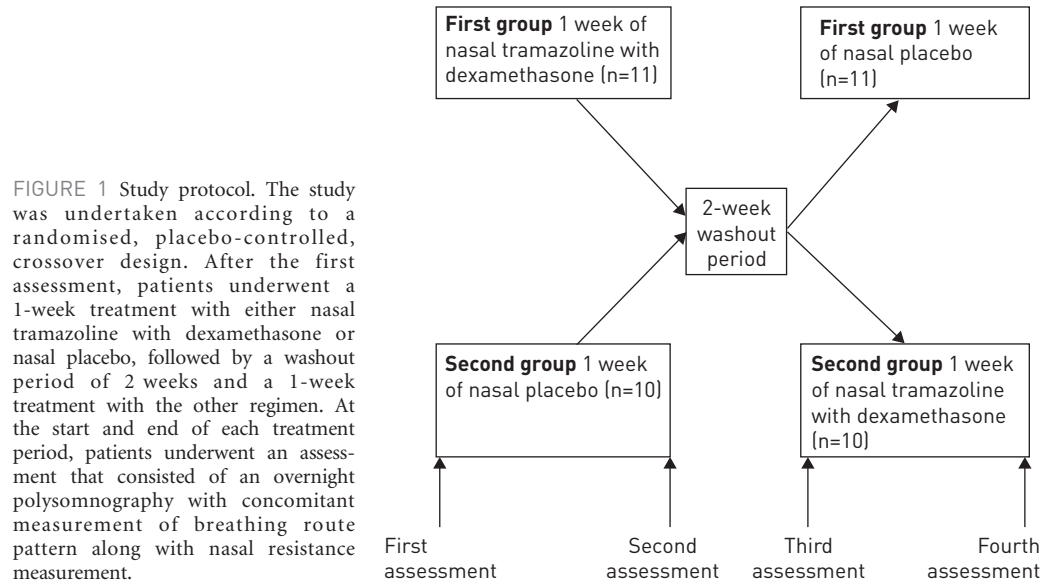 FIGURE 1 Study protocol. The study
was undertaken according to a
randomised, placebo-controlled,
crossover design. After the first
assessment, patients underwent a
1-week treatment with either nasal
tramazoline with dexamethasone or
nasal placebo, followed by a washout
period of 2 weeks and a 1-week
treatment with the other regimen. At
the start and end of each treatment
period, patients underwent an assess-
ment that consisted of an overnight
polysomnography with concomitant
measurement of breathing route
pattern along with nasal resistance
measurement.
First group 1 week of
nasal tramazoline with
dexamethasone (n=11)
First group 1 week
of nasal placebo
(n=11)
2-week
washout
period
Second group 1 week
of nasal placebo (n=10)
Second group 1 week
of nasal tramazoline
with dexamethasone
(n=10)
First
assessment
Second
assessment
Third
assessment
Fourth
assessment